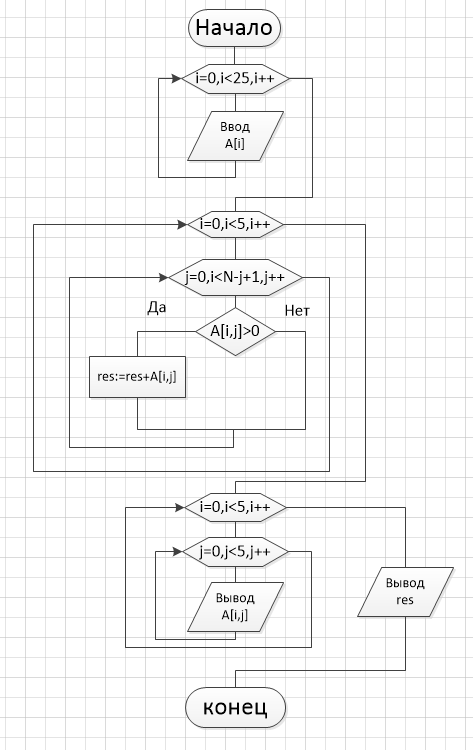 Начало
i=0,i<25,i++
Ввод
A[i]
i=0,i<5,i++
j=0,i<N-j+1,j++
Да
Нет
A[i,j]>0
res:=res+A[i,j]
i=0,i<5,i++
j=0,j<5,j++
Вывод
A[i,j]
Вывод
res
конец